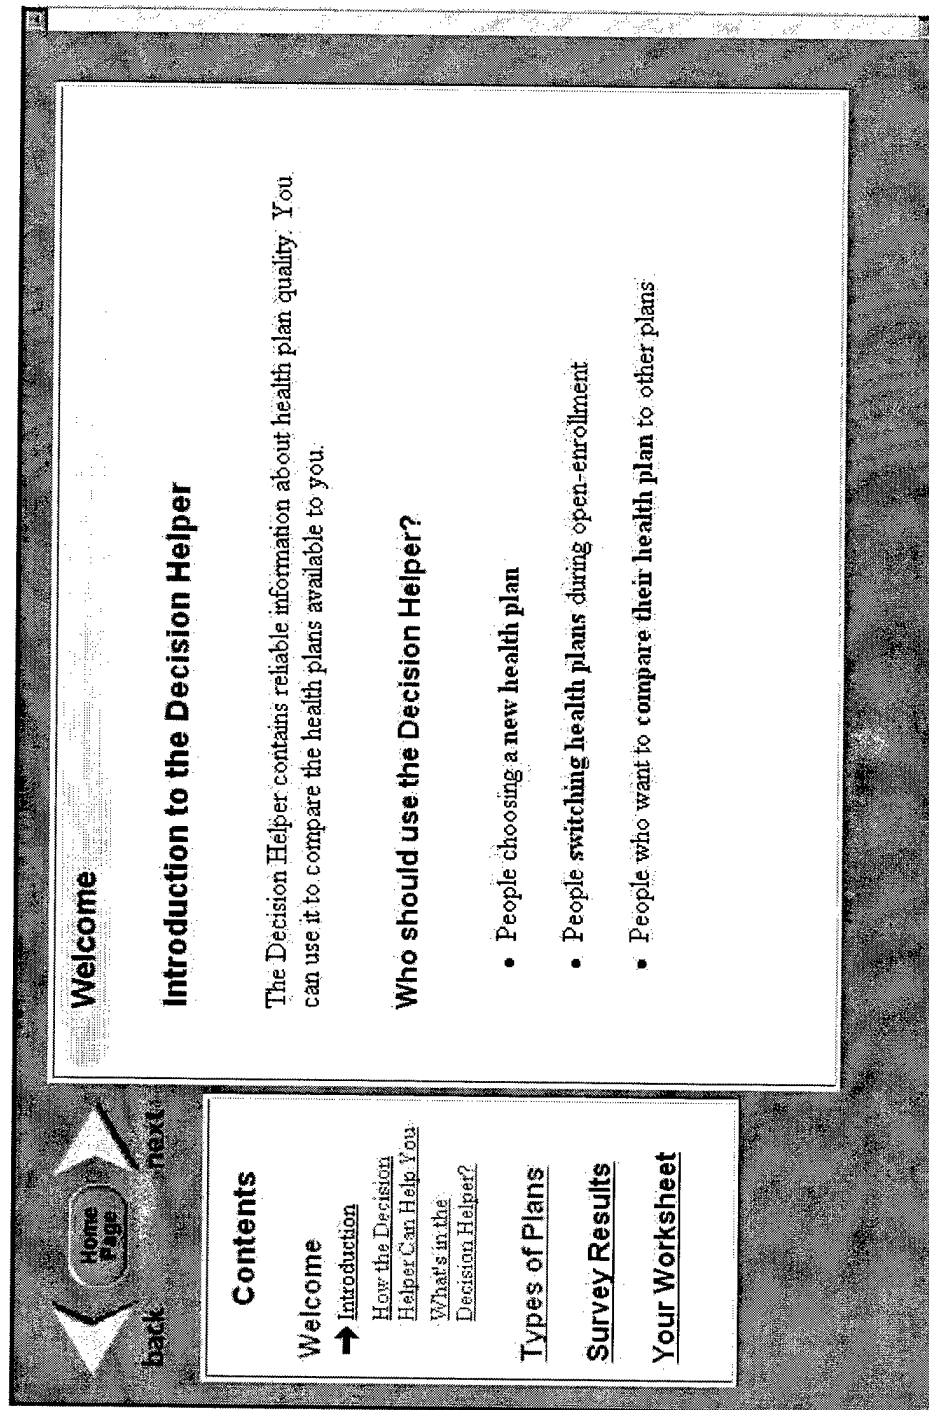 back
Home
Page
next
Contents
Welcome
Introduction
How the Decision
Helper Can Help You
What's in the
Decision Helper?
Types of Plans
Survey Results
Your Worksheet
Welcome
Introduction to the Decision Helper
The Decision Helper contains reliable information about health plan quality. You
can use it to compare the health plans available to you.
Who should use the Decision Helper?
• People choosing a new health plan
• People switching health plans during open-enrollment
• People who want to compare their health plan to other plans